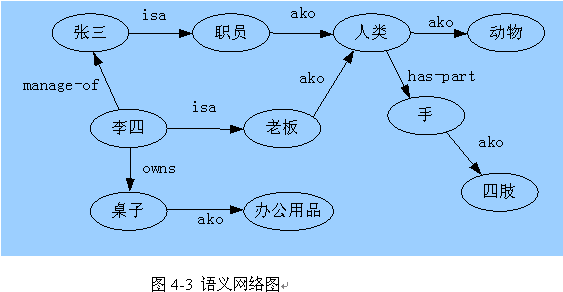 isa
ako
张三
职员
人类
ako
动物
manage-of
ako
has-part
李四
isa
老板
手
owns
ako
桌子
ako
办公用品
四肢
图 4-3 语义网络图